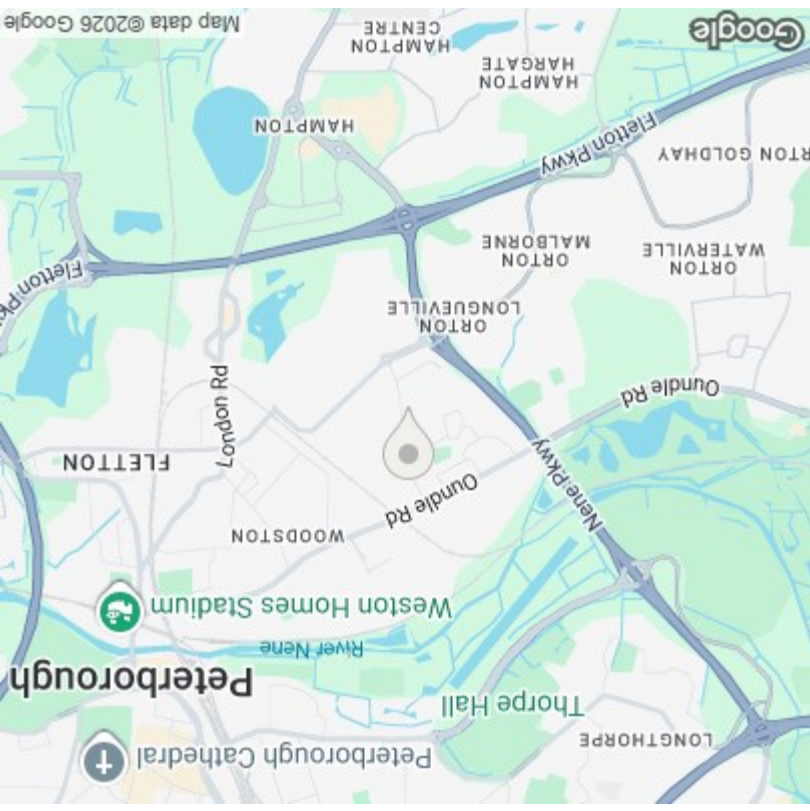 Peterborough Cathedral
LONGTHORPE
Thorpe Hall
Peterborough
River Nene
Weston Homes Stadium
WOODSTON
Nene Pkwy
Oundle Rd
FLETTON
London Rd
Oundle Rd
ORTON
LONGUEVILLE
Fletton Pk
ORTON
WATERVILLE
ORTON
MALBORNE
RTON GOLDHAY
Fletton Pkwy
HAMPTON
HAMPTON
HARGATE
HAMPTON
CENTRE
Google
Map data ©2026 Google